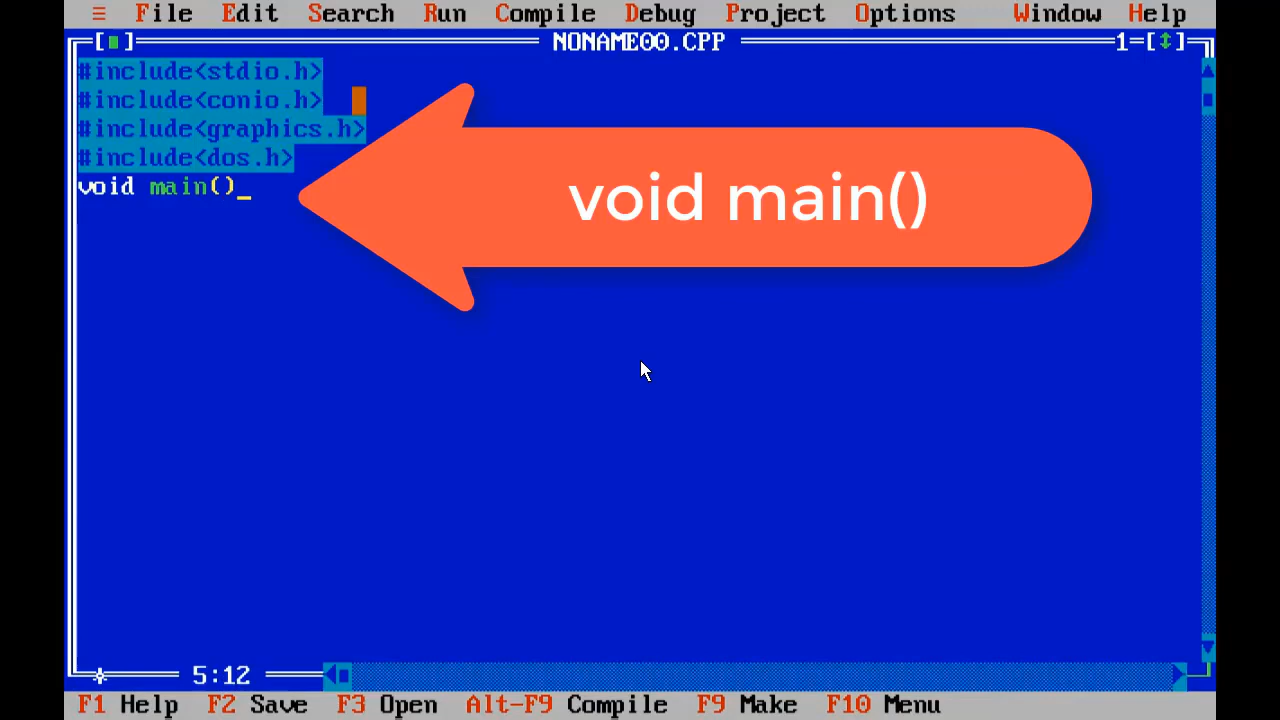 ≡ File Edit Search Run Compile Debug Project Options Window Help
[■] NONAME00.CPP 1=[↕]
#include<stdio.h>
#include<conio.h>
#include<graphics.h>
#include<dos.h>
void main()_
void main()
5:12
F1 Help F2 Save F3 Open Alt-F9 Compile F9 Make F10 Menu